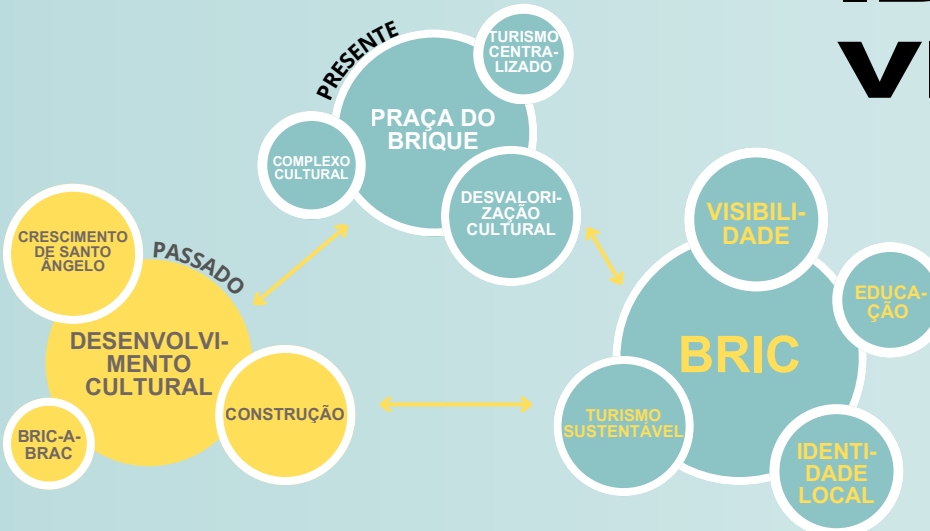 PRESENTE
TURISMO
CENTRA-
LIZADO
PRAÇA DO
BRIQUE
COMPLEXO
CULTURAL
DESVALORI-
ZAÇÃO
CULTURAL
PASSADO
CRESCIMENTO
DE SANTO
ÂNGELO
DESENVOLVI-
MENTO
CULTURAL
CONSTRUÇÃO
BRIC-A-
BRAC
VISIBILI-
DADE
EDUCA-
ÇÃO
BRIC
TURISMO
SUSTENTÁVEL
IDENTI-
DADE
LOCAL